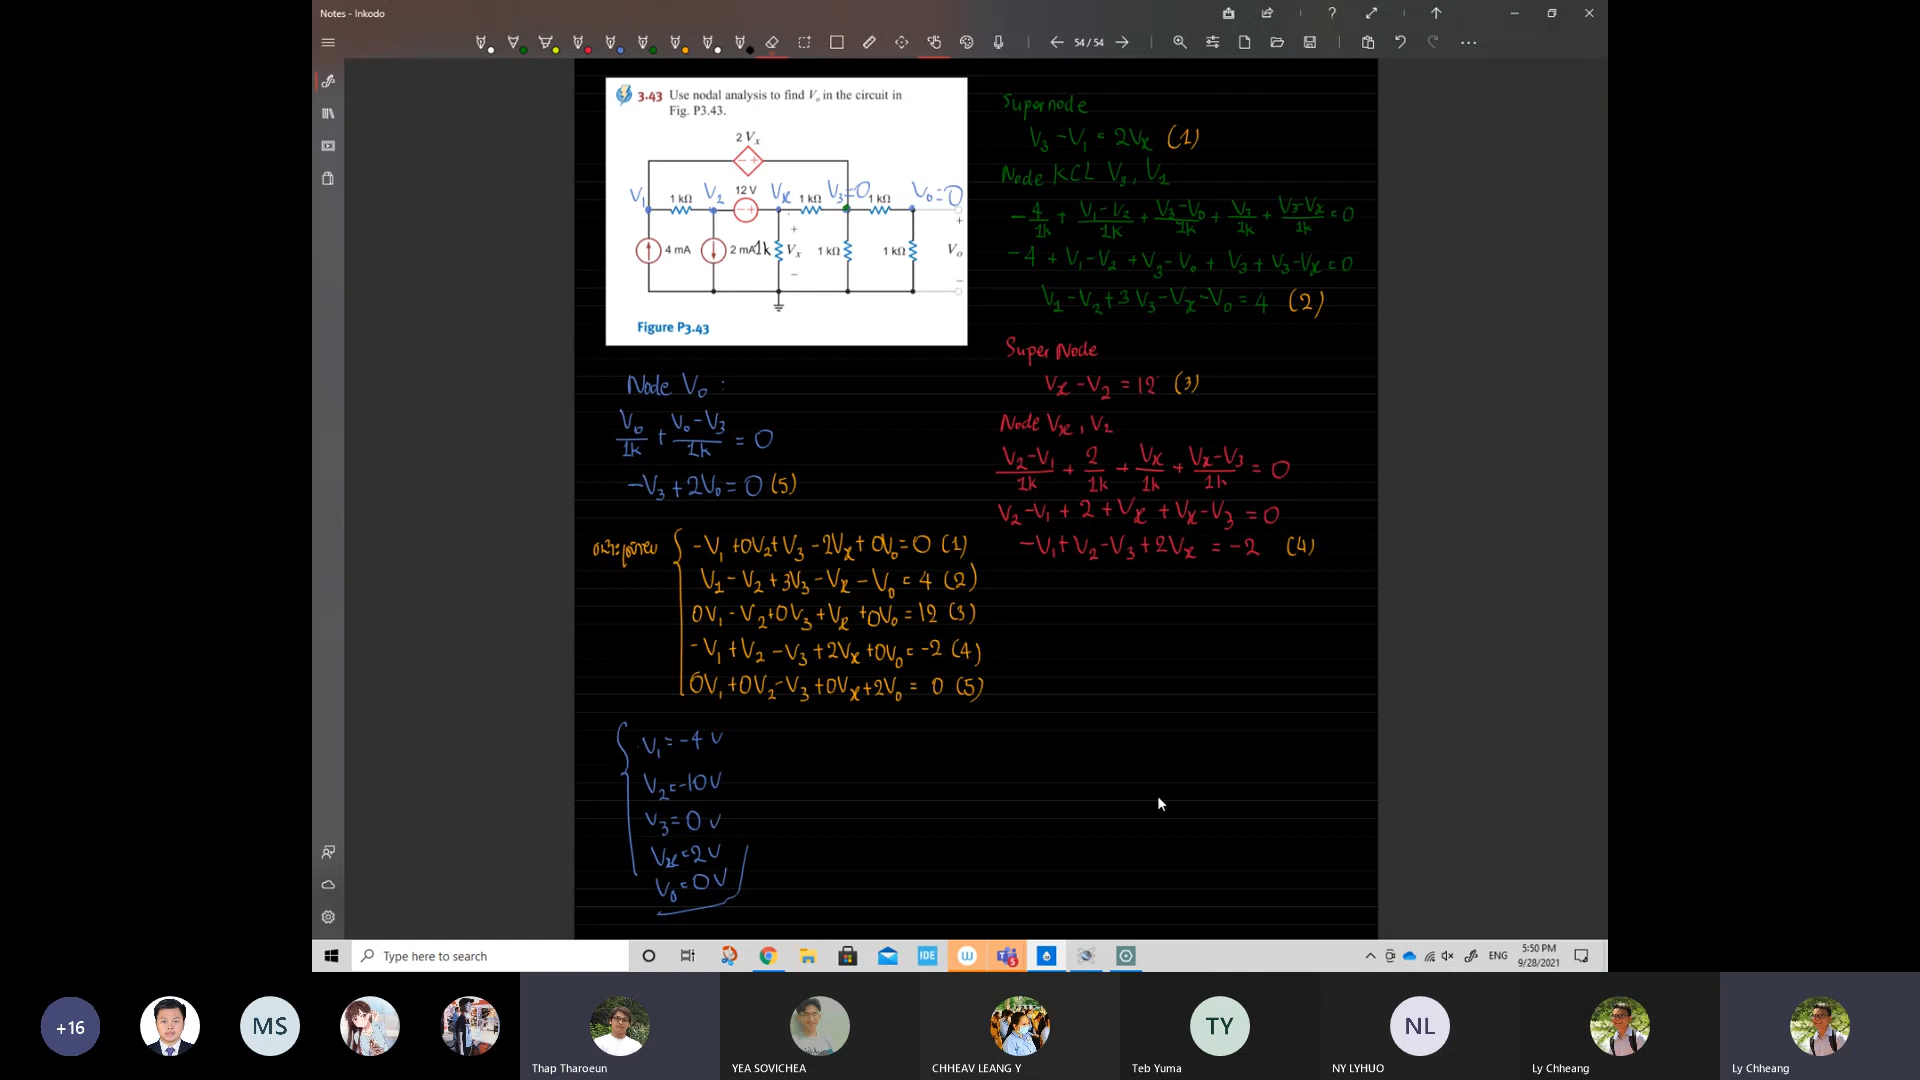 Notes - Inkodo
54 / 54
3.43 Use nodal analysis to find Vo in the circuit in
Fig. P3.43.
2 Vx
V1 1 kΩ V2 12 V Vx 1 kΩ V3=0 1 kΩ Vo=0
4 mA 2 mA 1k Vx 1 kΩ 1 kΩ Vo
Figure P3.43
Supernode
V3 - V1 = 2Vx (1)
Node KCL V3, V1
-4/1k + (V1-V2)/1k + (V3-Vo)/1k + V3/1k + (V3-Vx)/1k = 0
-4 + V1-V2 + V3-Vo + V3 + V3-Vx = 0
V1-V2+3V3-Vx-Vo = 4 (2)
Super Node
Vx - V2 = 12 (3)
Node Vx, V2
(V2-V1)/1k + 2/1k + Vx/1k + (Vx-V3)/1k = 0
V2-V1 + 2 + Vx + Vx-V3 = 0
-V1+V2-V3+2Vx = -2 (4)
Node Vo :
Vo/1k + (Vo-V3)/1k = 0
-V3 + 2Vo = 0 (5)
-V1 +0V2+V3 -2Vx+ 0Vo=0 (1)
V1 - V2 + 3V3 - Vx - Vo = 4 (2)
0V1 - V2+0V3+Vx +0Vo = 12 (3)
-V1 +V2 -V3 +2Vx +0Vo = -2 (4)
0V1 +0V2 -V3 +0Vx+2Vo = 0 (5)
V1 = -4 V
V2 = -10V
V3 = 0 V
Vx = 2V
Vo = 0V
Type here to search
IDE
W
5
ENG
5:50 PM
9/28/2021
+16
MS
Thap Tharoeun
YEA SOVICHEA
CHHEAV LEANG Y
TY
Teb Yuma
NL
NY LYHUO
Ly Chheang
Ly Chheang